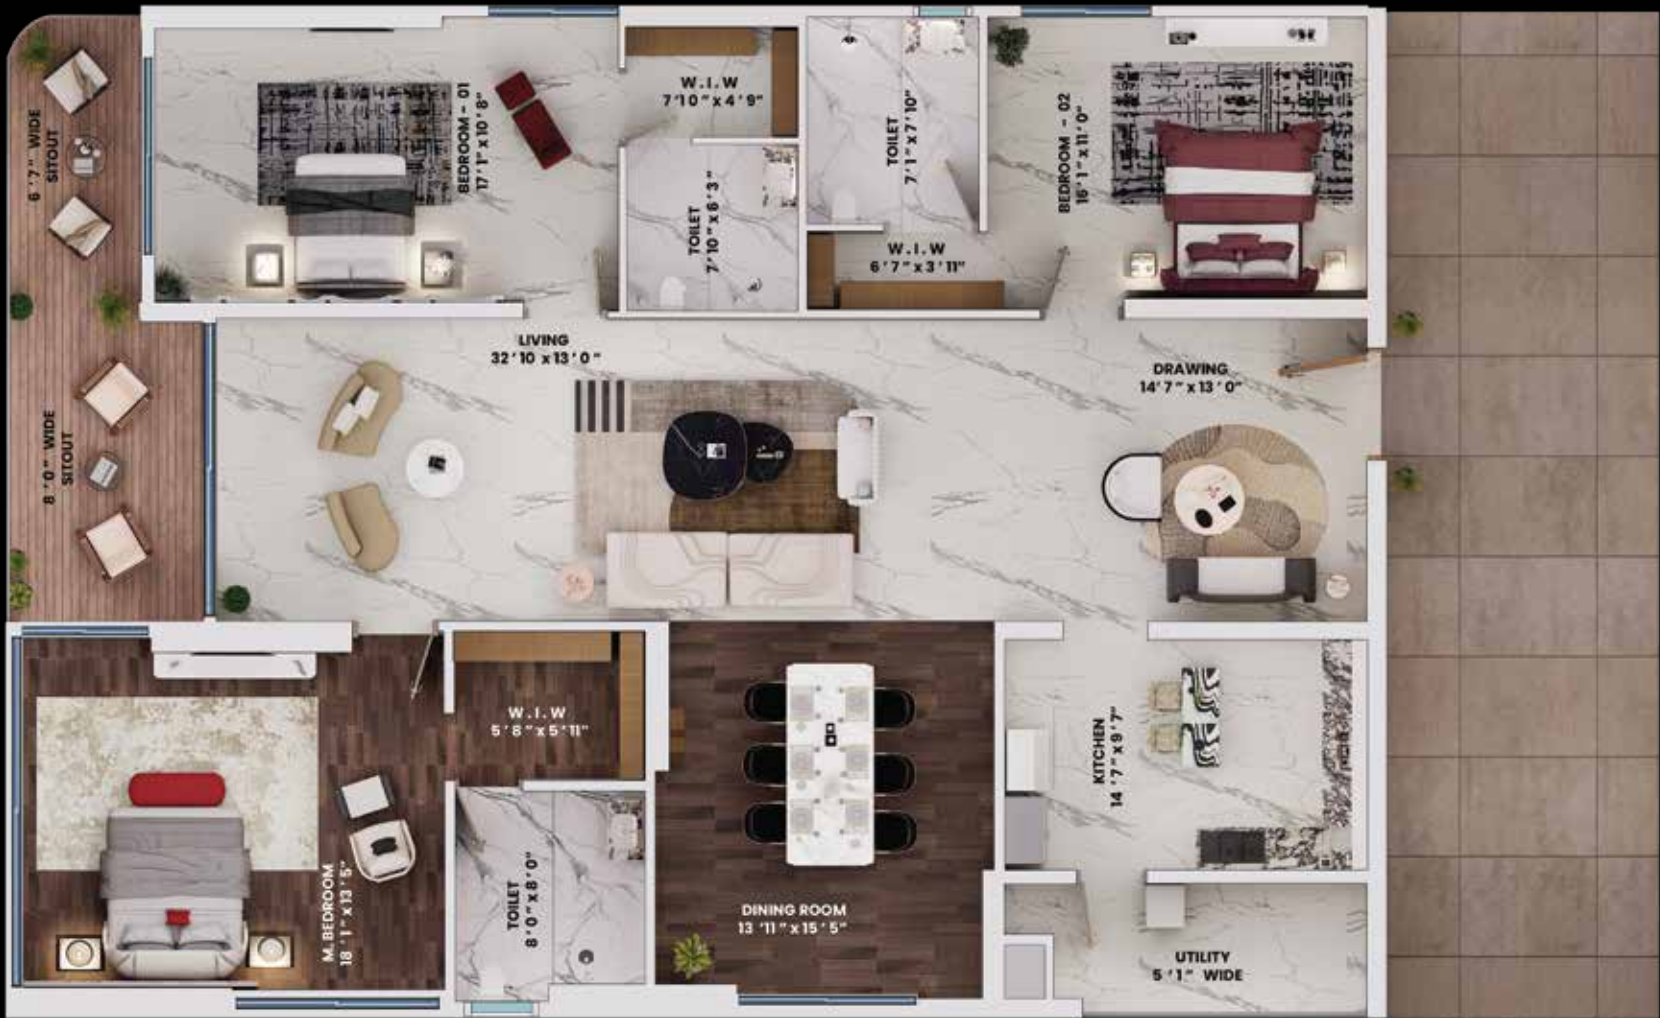 6'7" WIDE
SITOUT
BEDROOM - 01
17'1" x 10'8"
W.I.W
7'10" x 4'9"
TOILET
7'10" x 6'3"
TOILET
7'1" x 7'10"
W.I.W
6'7" x 3'11"
BEDROOM - 02
16'1" x 11'0"
LIVING
32'10 x 13'0"
DRAWING
14'7" x 13'0"
8'0" WIDE
SITOUT
M.BEDROOM
18'1" x 13'5"
W.I.W
5'8" x 5'11"
TOILET
8'0" x 8'0"
DINING ROOM
13'11" x 15'5"
KITCHEN
14'7" x 9'7"
UTILITY
5'1" WIDE